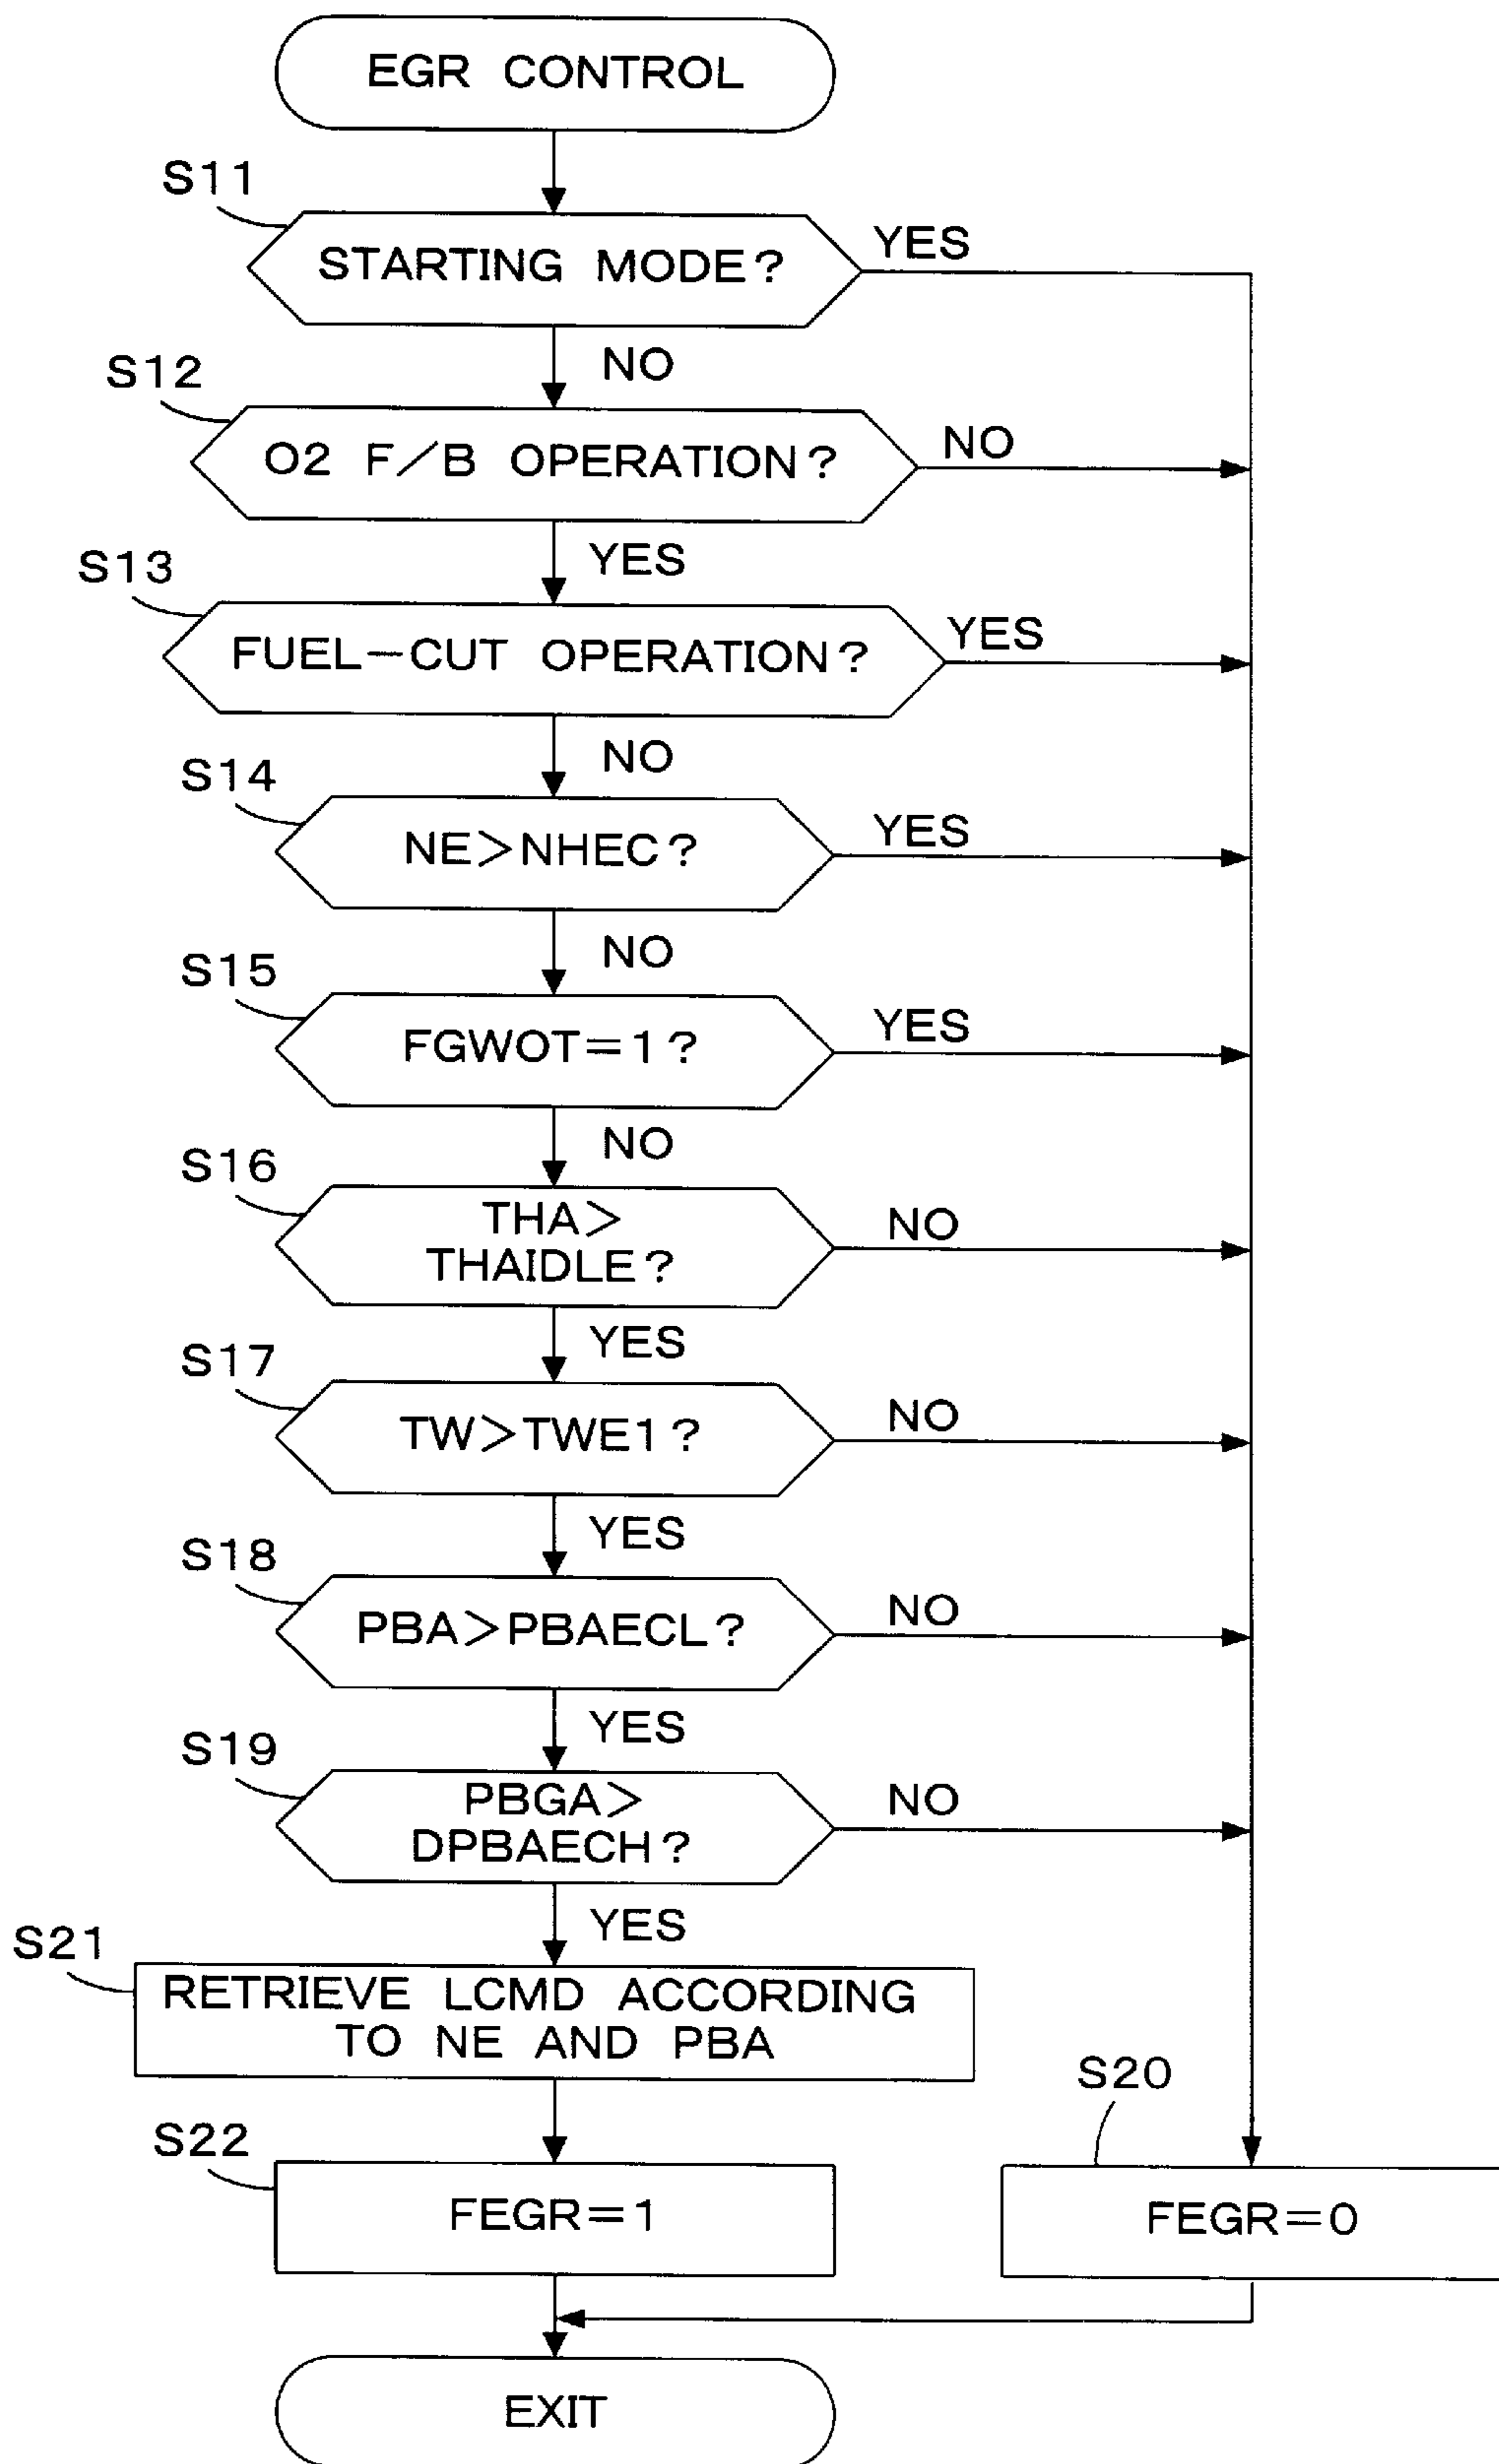 EGR CONTROL
S11
STARTING MODE?
YES
NO
S12
O2 F/B OPERATION?
NO
YES
S13
FUEL-CUT OPERATION?
YES
NO
S14
NE>NHEC?
YES
NO
S15
FGWOT=1?
YES
NO
S16
THA>
THAIDLE?
NO
YES
S17
TW>TWE1?
NO
YES
S18
PBA>PBAECL?
NO
YES
S19
PBGA>
DPBAECH?
NO
YES
S21
RETRIEVE LCMD ACCORDING
TO NE AND PBA
S20
S22
FEGR=1
FEGR=0
EXIT